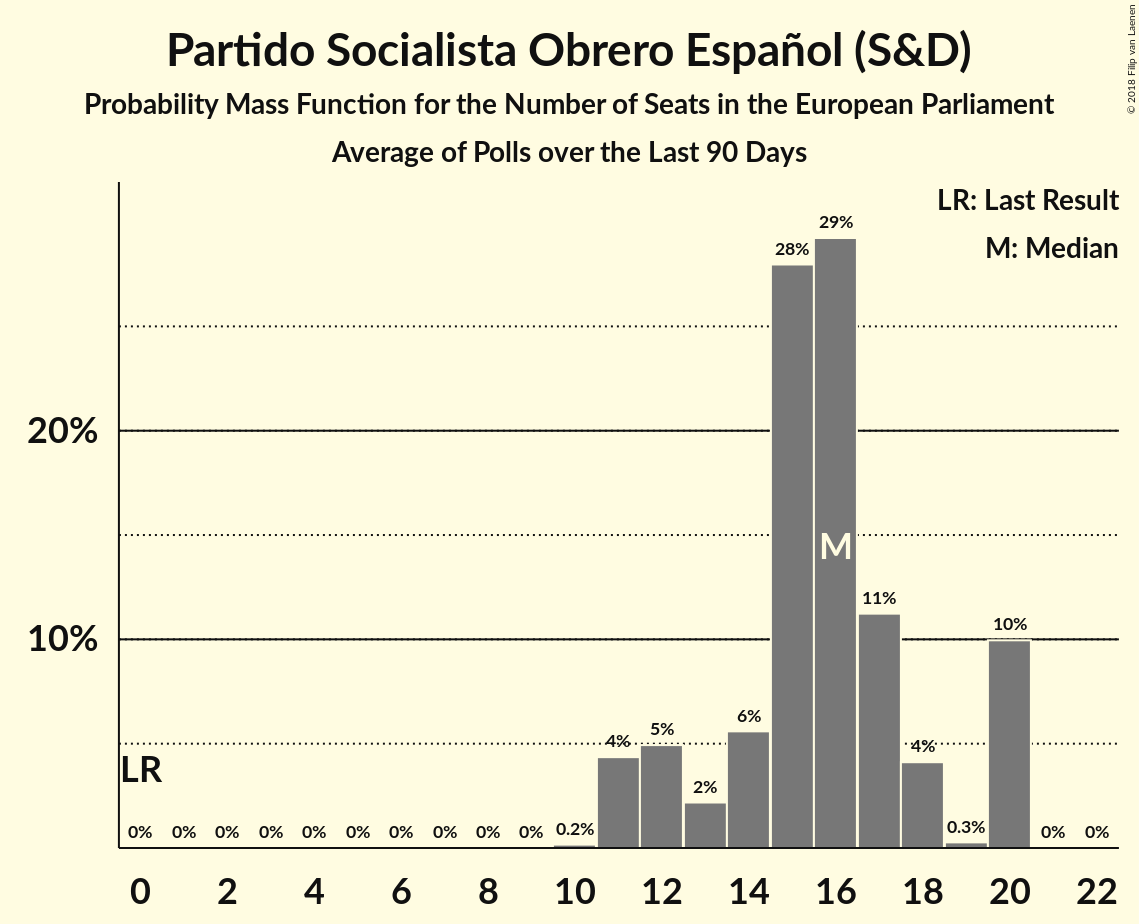 Partido Socialista Obrero Español (S&D)
Probability Mass Function for the Number of Seats in the European Parliament
Average of Polls over the Last 90 Days
© 2018 Filip van Laenen
LR: Last Result
M: Median
29%
28%
20%
M
11%
10%
10%
6%
5%
4%
4%
LR
2%
0% 0% 0% 0% 0% 0% 0% 0% 0% 0% 0.2% 0.3% 0% 0%
0 2 4 6 8 10 12 14 16 18 20 22